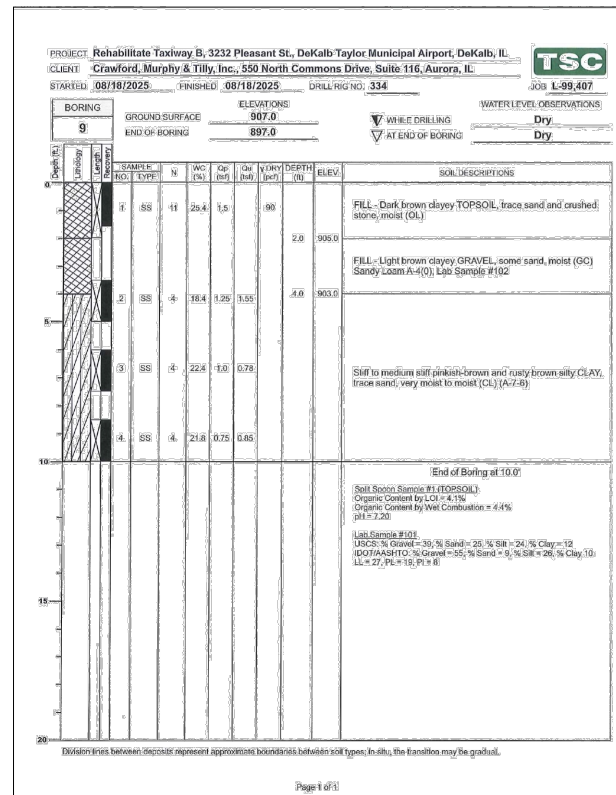 PROJECT Rehabilitate Taxiway B, 3232 Pleasant St., DeKalb Taylor Municipal Airport, DeKalb, IL
TSC
CLIENT Crawford, Murphy & Tilly, Inc., 550 North Commons Drive, Suite 116, Aurora, IL
STARTED 08/18/2025 FINISHED 08/18/2025 DRILL RIG NO. 334 JOB L-99,407
BORING 9
ELEVATIONS
GROUND SURFACE 907.0
END OF BORING 897.0
WATER LEVEL OBSERVATIONS
WHILE DRILLING Dry
AT END OF BORING Dry
Depth (ft.) Lithology Length Recovery SAMPLE NO. TYPE N WC (%) Qp (tsf) Qu (tsf) γ DRY (pcf) DEPTH (ft) ELEV. SOIL DESCRIPTIONS
0
1 SS 11 25.4 1.5 90
FILL - Dark brown clayey TOPSOIL, trace sand and crushed
stone, moist (OL)
2.0 905.0
FILL - Light brown clayey GRAVEL, some sand, moist (GC)
Sandy Loam A-4(0), Lab Sample #102
2 SS 4 18.4 1.25 1.55 4.0 903.0
5
3 SS 4 22.4 1.0 0.78
Stiff to medium stiff pinkish-brown and rusty brown silty CLAY,
trace sand, very moist to moist (CL) (A-7-6)
4 SS 4 21.8 0.75 0.85
10
End of Boring at 10.0'
Split Spoon Sample #1 (TOPSOIL)
Organic Content by LOI = 4.1%
Organic Content by Wet Combustion = 4.4%
pH = 7.20
Lab Sample #101
USCS: % Gravel = 39, % Sand = 25, % Silt = 24, % Clay = 12
IDOT/AASHTO: % Gravel = 55, % Sand = 9, % Silt = 26, % Clay 10
LL = 27, PL = 19, PI = 8
15
20
Division lines between deposits represent approximate boundaries between soil types; in-situ, the transition may be gradual.
Page 1 of 1